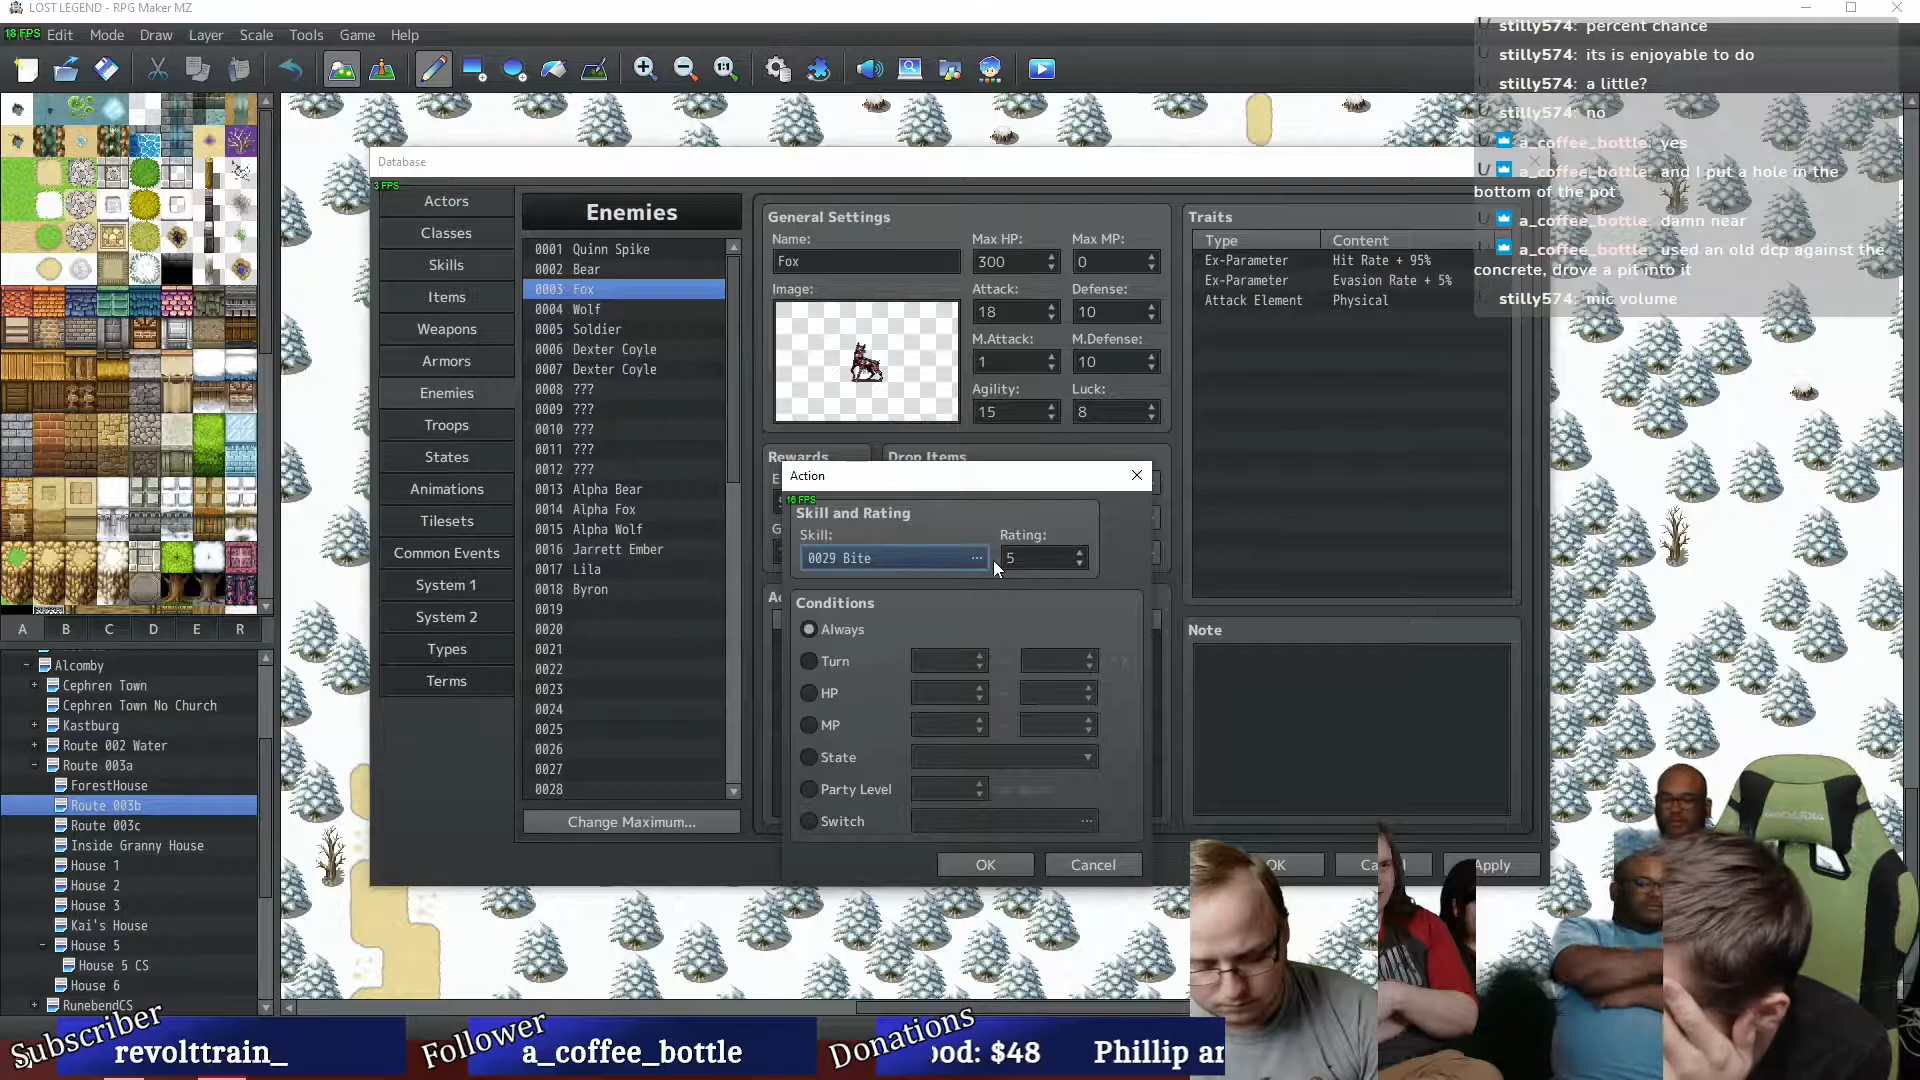 LOST LEGEND - RPG Maker MZ
18 FPS
Edit Mode Draw Layer Scale Tools Game Help
stilly574: percent chance
stilly574: its is enjoyable to do
stilly574: a little?
stilly574: no
a_coffee_bottle: yes
a_coffee_bottle: and I put a hole in the
bottom of the pot
a_coffee_bottle: damn near
a_coffee_bottle: used an old dcp against the
concrete, drove a pit into it
stilly574: mic volume
Database
3 FPS
Actors
Classes
Skills
Items
Weapons
Armors
Enemies
Troops
States
Animations
Tilesets
Common Events
System 1
System 2
Types
Terms
Enemies
0001 Quinn Spike
0002 Bear
0003 Fox
0004 Wolf
0005 Soldier
0006 Dexter Coyle
0007 Dexter Coyle
0008 ???
0009 ???
0010 ???
0011 ???
0012 ???
0013 Alpha Bear
0014 Alpha Fox
0015 Alpha Wolf
0016 Jarrett Ember
0017 Lila
0018 Byron
0019
0020
0021
0022
0023
0024
0025
0026
0027
0028
Change Maximum...
General Settings
Name: Max HP: Max MP:
Fox 300 0
Image: Attack: Defense:
18 10
M.Attack: M.Defense:
1 10
Agility: Luck:
15 8
Rewards Drop Items
Traits
Type Content
Ex-Parameter Hit Rate + 95%
Ex-Parameter Evasion Rate + 5%
Attack Element Physical
Note
Action
16 FPS
Skill and Rating
Skill: Rating:
0029 Bite ... 5
Conditions
Always
Turn
HP
MP
State
Party Level
Switch ...
OK Cancel
OK Apply
A B C D E R
Alcomby
Cephren Town
Cephren Town No Church
Kastburg
Route 002 Water
Route 003a
ForestHouse
Route 003b
Route 003c
Inside Granny House
House 1
House 2
House 3
Kai's House
House 5
House 5 CS
House 6
RunebendCS
Subscriber
revolttrain_
Follower
a_coffee_bottle
Donations
ood: $48 Phillip ar